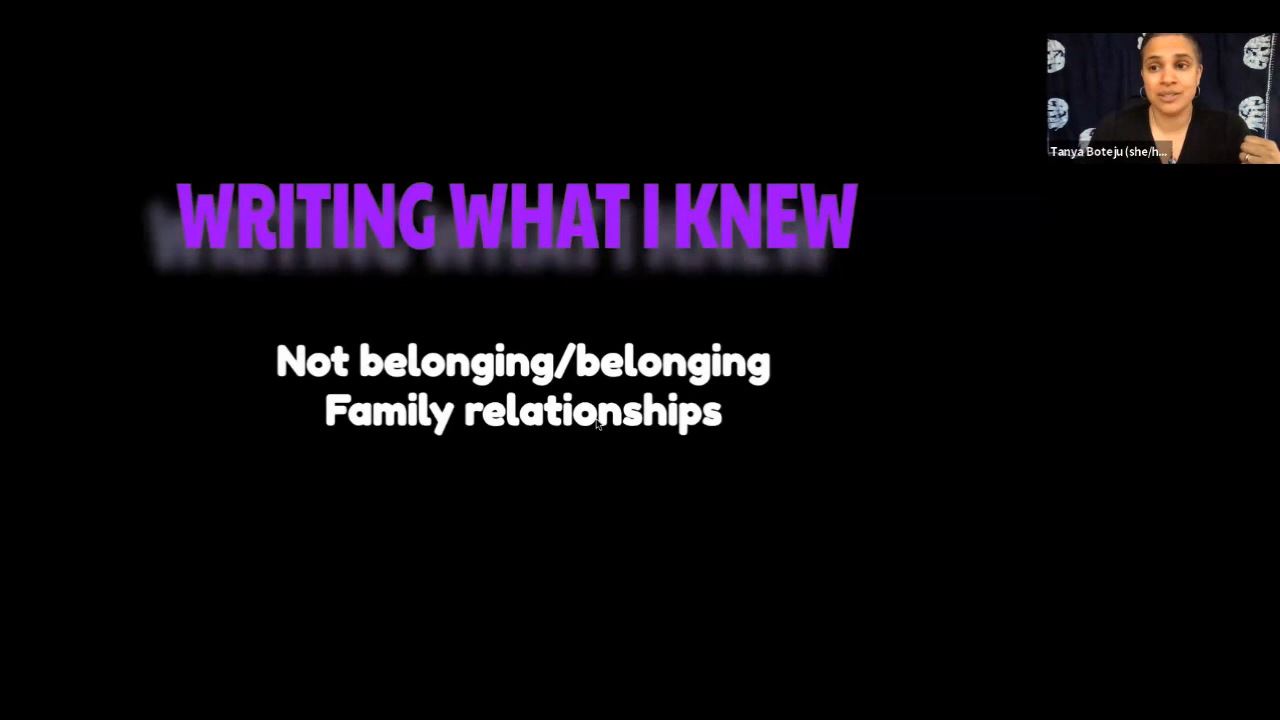 WRITING WHAT I KNEW
Not belonging/belonging
Family relationships
Tanya Boteju (she/h...